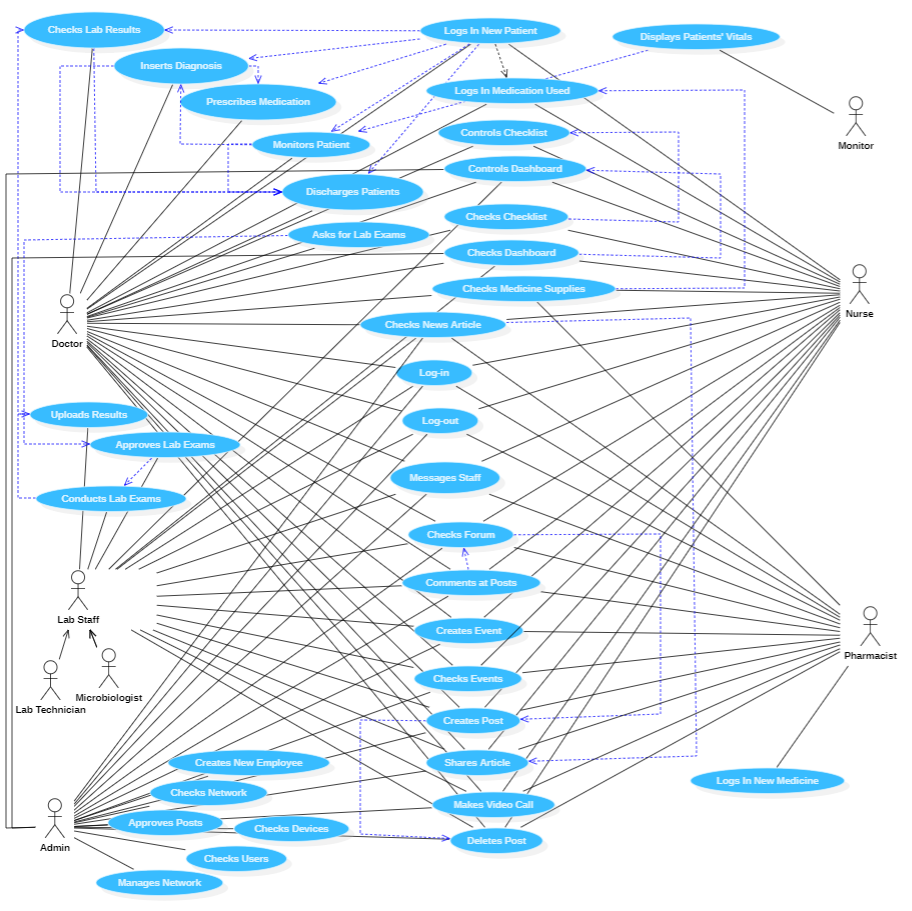 Checks Lab Results
Logs In New Patient
Displays Patients' Vitals
Inserts Diagnosis
Prescribes Medication
Logs In Medication Used
Monitor
Controls Checklist
Monitors Patient
Controls Dashboard
Discharges Patients
Checks Checklist
Asks for Lab Exams
Checks Dashboard
Checks Medicine Supplies
Nurse
Checks News Article
Doctor
Log-in
Uploads Results
Log-out
Approves Lab Exams
Messages Staff
Conducts Lab Exams
Checks Forum
Comments at Posts
Lab Staff
Creates Event
Pharmacist
Checks Events
Microbiologist
Lab Technician
Creates Post
Creates New Employee
Shares Article
Logs In New Medicine
Checks Network
Makes Video Call
Approves Posts
Checks Devices
Deletes Post
Admin
Checks Users
Manages Network